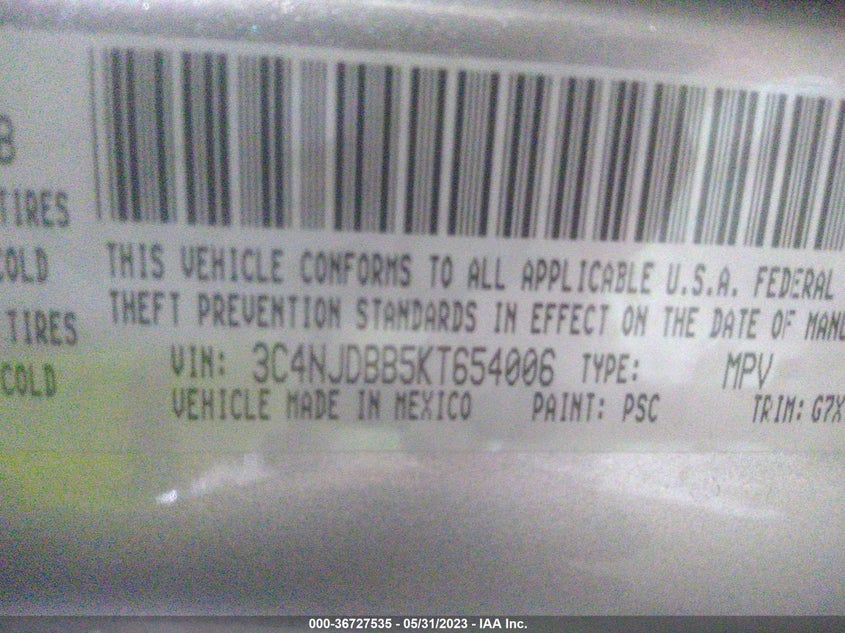 8
TIRES
COLD
TIRES
COLD
THIS VEHICLE CONFORMS TO ALL APPLICABLE U.S.A. FEDERAL
THEFT PREVENTION STANDARDS IN EFFECT ON THE DATE OF MANU
VIN: 3C4NJDBB5KT654006 TYPE: MPV
VEHICLE MADE IN MEXICO PAINT: PSC TRIM: G7X
000-36727535 - 05/31/2023 - IAA Inc.